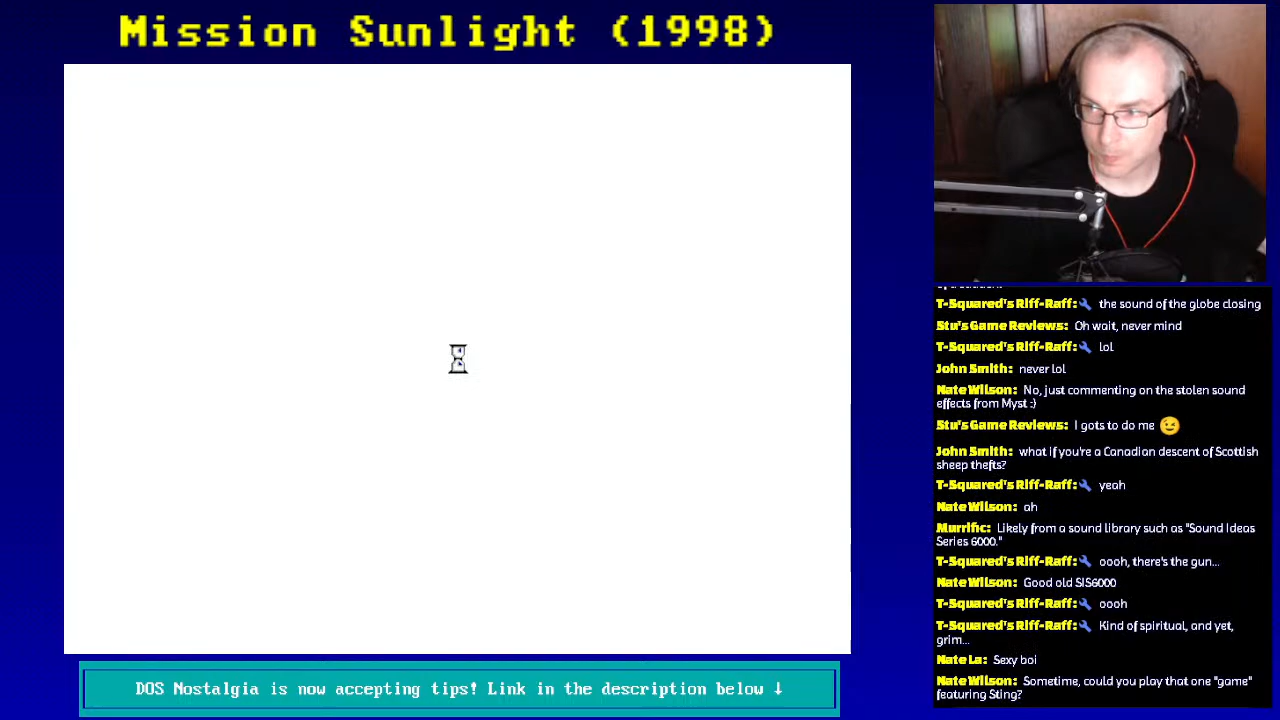 Mission Sunlight (1998)
T-Squared's Riff-Raff: the sound of the globe closing
Stu's Game Reviews: Oh wait, never mind
T-Squared's Riff-Raff: lol
John Smith: never lol
Nate Wilson: No, just commenting on the stolen sound
effects from Myst :)
Stu's Game Reviews: I gots to do me 😉
John Smith: what if you're a Canadian descent of Scottish
sheep thefts?
T-Squared's Riff-Raff: yeah
Nate Wilson: ah
Murrific: Likely from a sound library such as "Sound Ideas
Series 6000."
T-Squared's Riff-Raff: oooh, there's the gun...
Nate Wilson: Good old SIS6000
T-Squared's Riff-Raff: oooh
T-Squared's Riff-Raff: Kind of spiritual, and yet,
grim...
Nate La: Sexy boi
Nate Wilson: Sometime, could you play that one "game"
featuring Sting?
DOS Nostalgia is now accepting tips! Link in the description below ↓